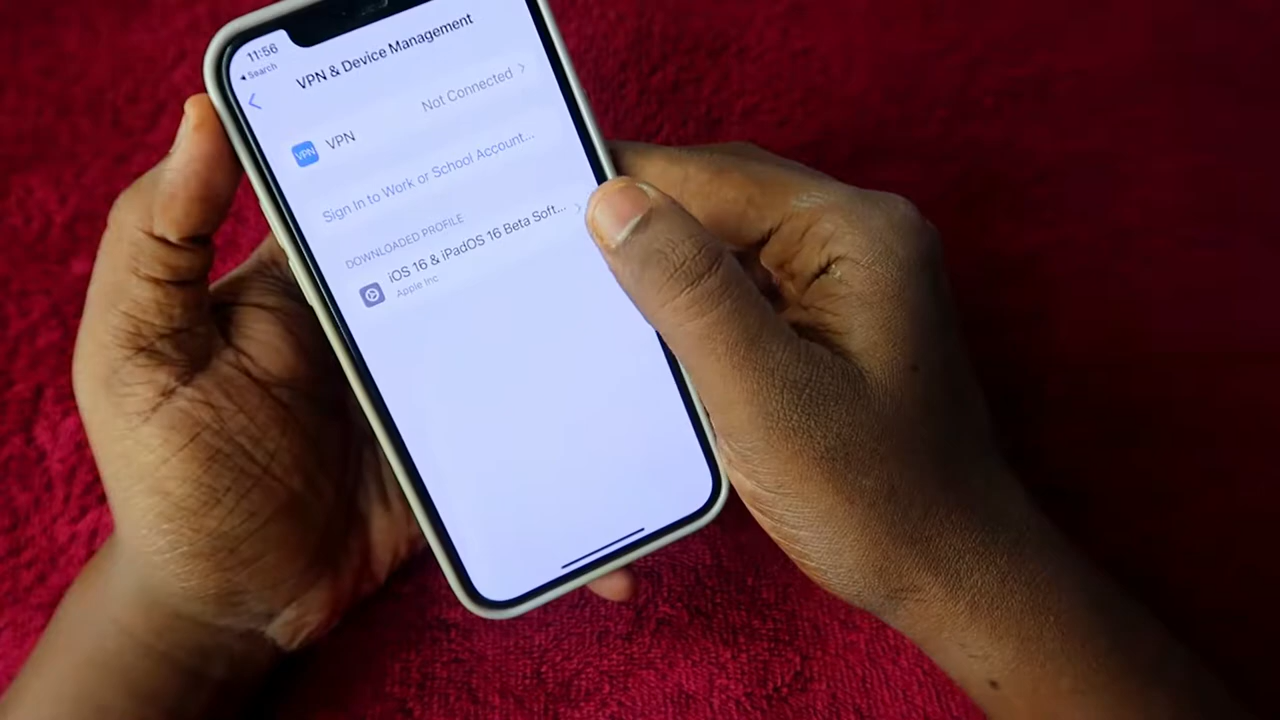 11:56
◂ Search
VPN & Device Management
VPN
VPN
Not Connected
Sign In to Work or School Account...
DOWNLOADED PROFILE
iOS 16 & iPadOS 16 Beta Soft...
Apple Inc